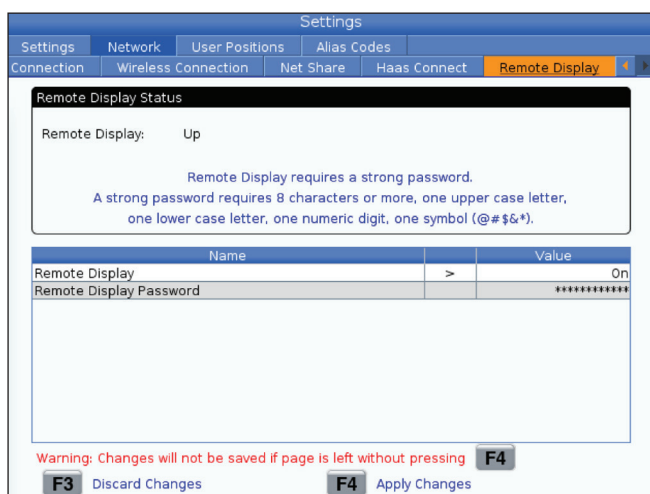 Settings
Settings Network User Positions Alias Codes
Connection Wireless Connection Net Share Haas Connect Remote Display
Remote Display Status
Remote Display: Up
Remote Display requires a strong password.
A strong password requires 8 characters or more, one upper case letter,
one lower case letter, one numeric digit, one symbol (@#$&*).
Name Value
Remote Display > On
Remote Display Password ************
Warning: Changes will not be saved if page is left without pressing F4
F3 Discard Changes F4 Apply Changes